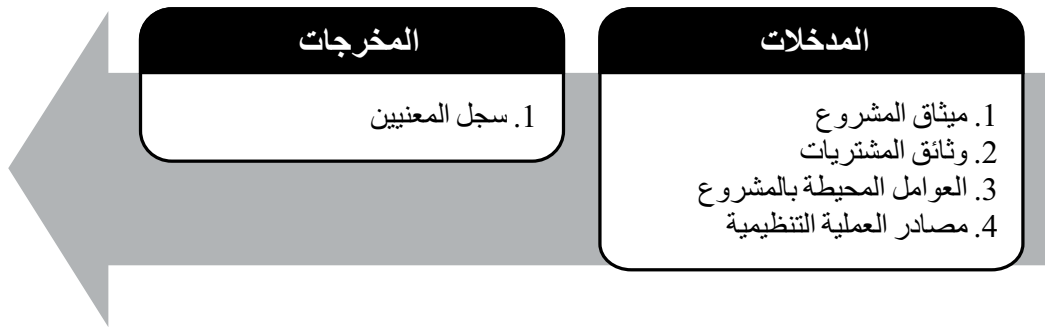 المدخلات
1. ميثاق المشروع
2. وثائق المشتريات
3. العوامل المحيطة بالمشروع
4. مصادر العملية التنظيمية
المخرجات
1. سجل المعنيين